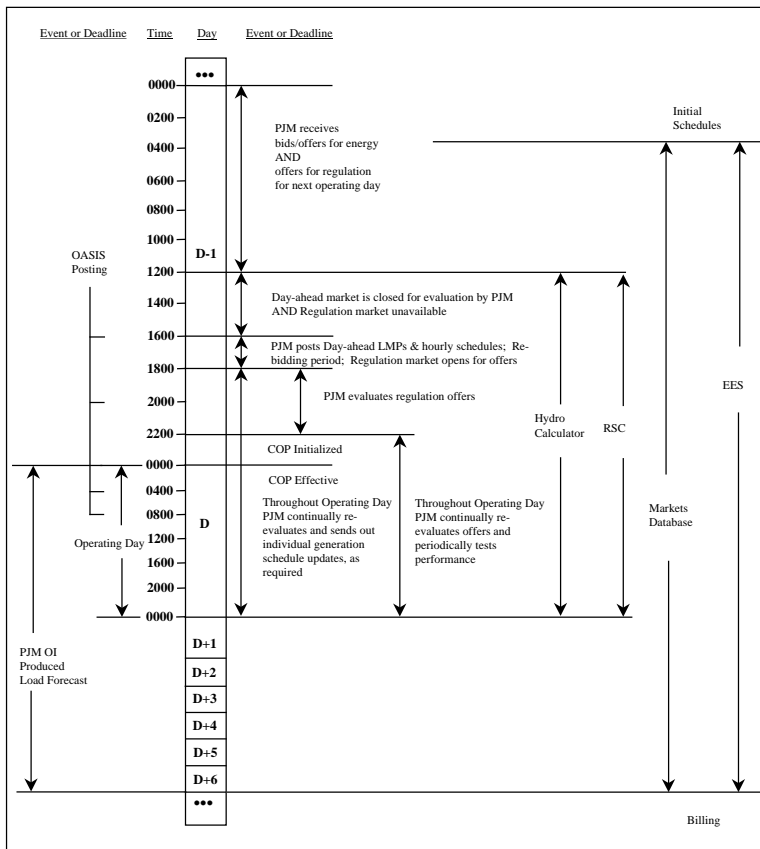 Event or Deadline Time Day Event or Deadline
•••
0000
0200
0400
0600
0800
1000
1200
1400
1600
1800
2000
2200
0000
0400
0800
1200
1600
2000
0000
D-1
D
D+1
D+2
D+3
D+4
D+5
D+6
•••
OASIS
Posting
Operating Day
PJM OI
Produced
Load Forecast
PJM receives
bids/offers for energy
AND
offers for regulation
for next operating day
Day-ahead market is closed for evaluation by PJM
AND Regulation market unavailable
PJM posts Day-ahead LMPs & hourly schedules; Re-
bidding period; Regulation market opens for offers
PJM evaluates regulation offers
COP Initialized
COP Effective
Throughout Operating Day
PJM continually re-
evaluates and sends out
individual generation
schedule updates, as
required
Throughout Operating Day
PJM continually re-
evaluates offers and
periodically tests
performance
Initial
Schedules
Hydro
Calculator
RSC
EES
Markets
Database
Billing